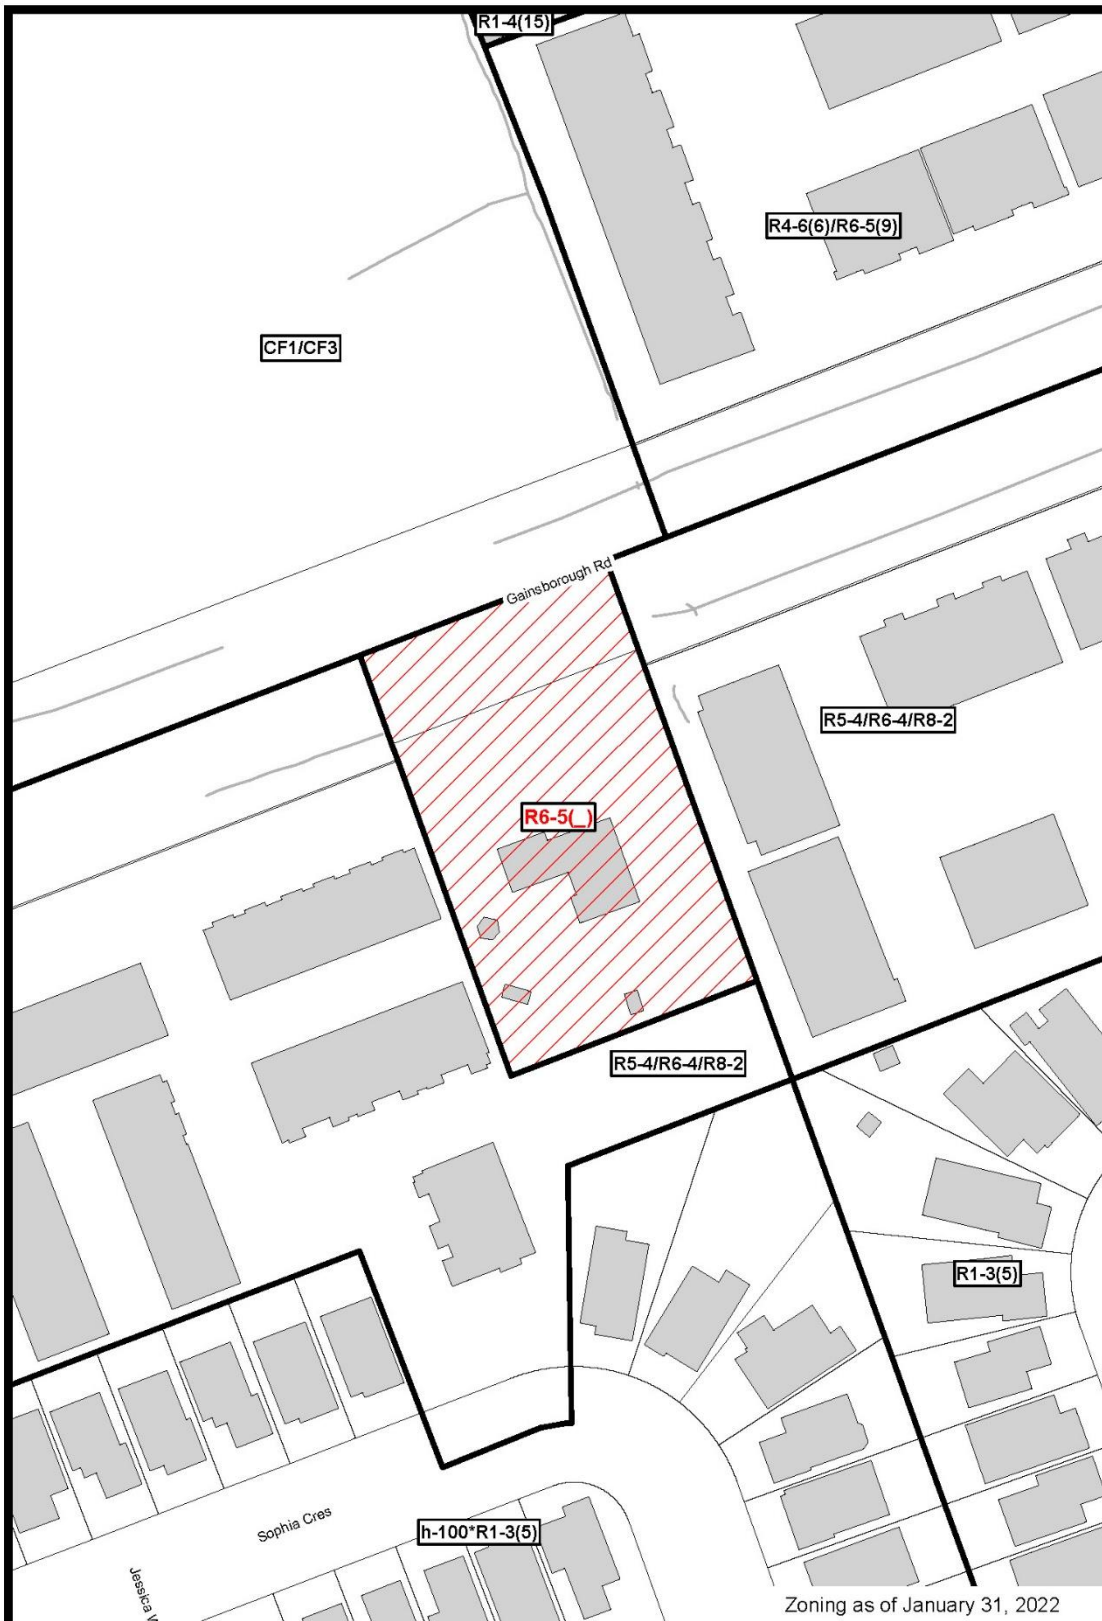 R1-4(15)
R4-6(6)/R6-5(9)
CF1/CF3
Gainsborough Rd
R5-4/R6-4/R8-2
R6-5(_)
R5-4/R6-4/R8-2
R1-3(5)
Sophia Cres
h-100*R1-3(5)
Jessica
Zoning as of January 31, 2022